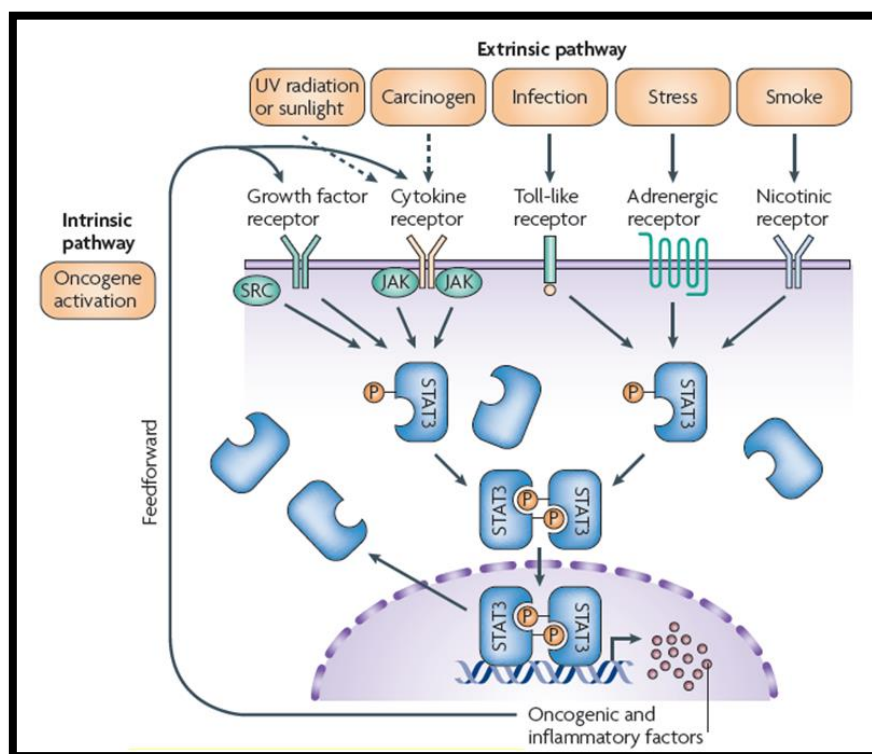 Extrinsic pathway
UV radiation
or sunlight
Carcinogen
Infection
Stress
Smoke
Growth factor
receptor
Cytokine
receptor
Toll-like
receptor
Adrenergic
receptor
Nicotinic
receptor
Intrinsic
pathway
Oncogene
activation
SRC
JAK
JAK
P
STAT3
P
STAT3
Feedforward
STAT3
P
P
STAT3
STAT3
P
P
STAT3
Oncogenic and
inflammatory factors